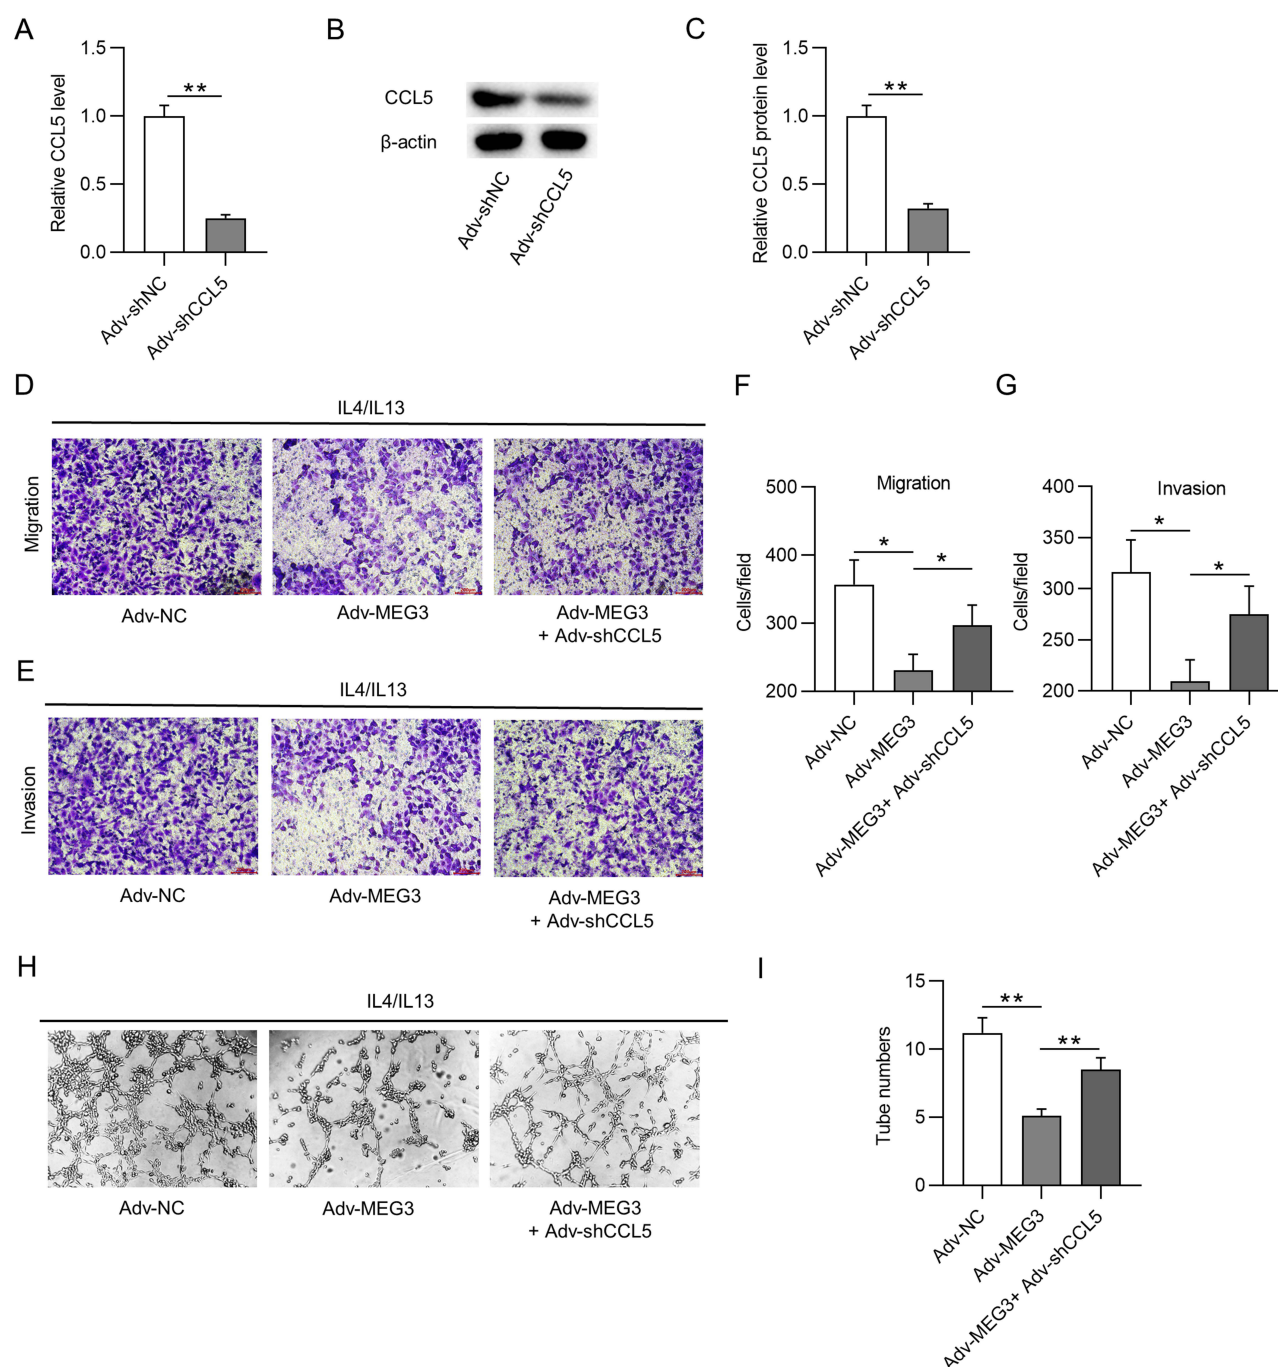 A
Relative CCL5 level
1.5
1.0
0.5
0.0
**
Adv-shNC
Adv-shCCL5
B
CCL5
β-actin
Adv-shNC
Adv-shCCL5
C
Relative CCL5 protein level
1.5
1.0
0.5
0.0
**
Adv-shNC
Adv-shCCL5
D
IL4/IL13
Migration
Adv-NC
Adv-MEG3
Adv-MEG3
+ Adv-shCCL5
E
IL4/IL13
Invasion
Adv-NC
Adv-MEG3
Adv-MEG3
+ Adv-shCCL5
F
Migration
Cells/field
500
400
300
200
*
*
Adv-NC
Adv-MEG3
Adv-MEG3+ Adv-shCCL5
G
Invasion
Cells/field
400
350
300
250
200
*
*
Adv-NC
Adv-MEG3
Adv-MEG3+ Adv-shCCL5
H
IL4/IL13
Adv-NC
Adv-MEG3
Adv-MEG3
+ Adv-shCCL5
I
Tube numbers
15
10
5
0
**
**
Adv-NC
Adv-MEG3
Adv-MEG3+ Adv-shCCL5